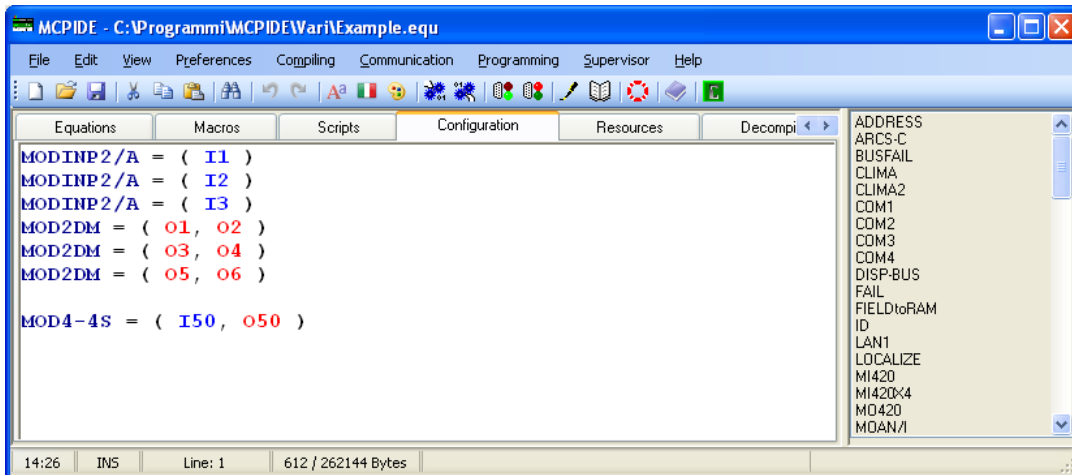 MCPIDE - C:\Programmi\MCPIDE\Vari\Example.equ
File Edit View Preferences Compiling Communication Programming Supervisor Help
Equations Macros Scripts Configuration Resources Decompi
MODINP2/A = ( I1 )
MODINP2/A = ( I2 )
MODINP2/A = ( I3 )
MOD2DM = ( O1, O2 )
MOD2DM = ( O3, O4 )
MOD2DM = ( O5, O6 )
MOD4-4S = ( I50, O50 )
ADDRESS
ARCS-C
BUSFAIL
CLIMA
CLIMA2
COM1
COM2
COM3
COM4
DISP-BUS
FAIL
FIELDtoRAM
ID
LAN1
LOCALIZE
MI420
MI420X4
MO420
MOAN/I
14:26 INS Line: 1 612 / 262144 Bytes